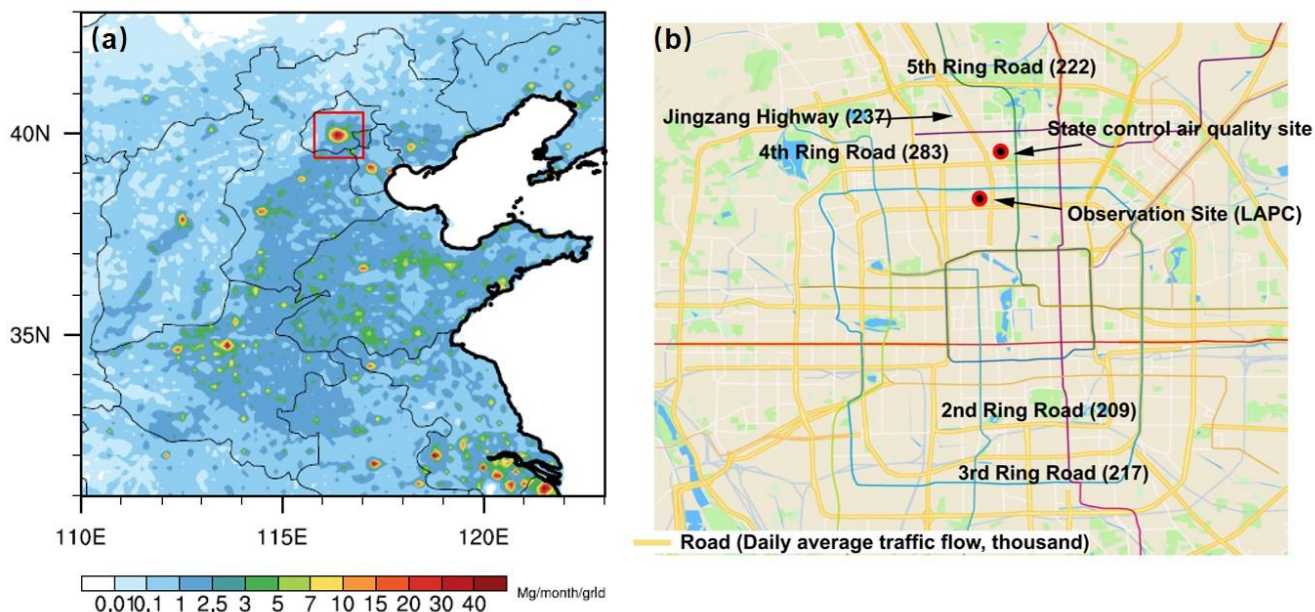 (a)
40N
35N
110E 115E 120E
0,010,1 1 2,5 3 5 7 10 15 20 30 40
Mg/month/grId
(b)
5th Ring Road (222)
Jingzang Highway (237)
State control air quality site
4th Ring Road (283)
Observation Site (LAPC)
2nd Ring Road (209)
3rd Ring Road (217)
Road (Daily average traffic flow, thousand)